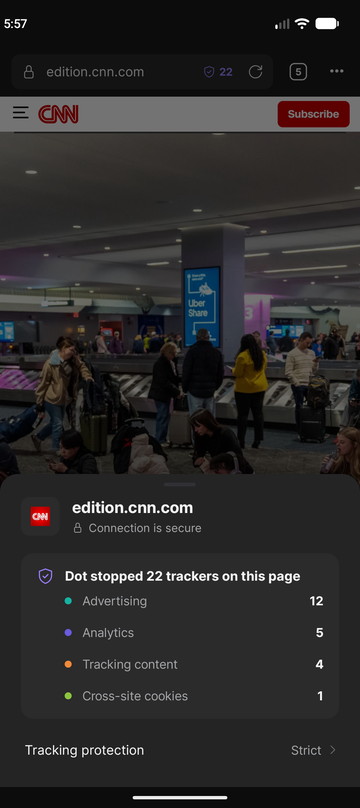 5:57
edition.cnn.com 22 5
CNN Subscribe
Uber
Share
3
CNN edition.cnn.com
Connection is secure
Dot stopped 22 trackers on this page
Advertising 12
Analytics 5
Tracking content 4
Cross-site cookies 1
Tracking protection Strict